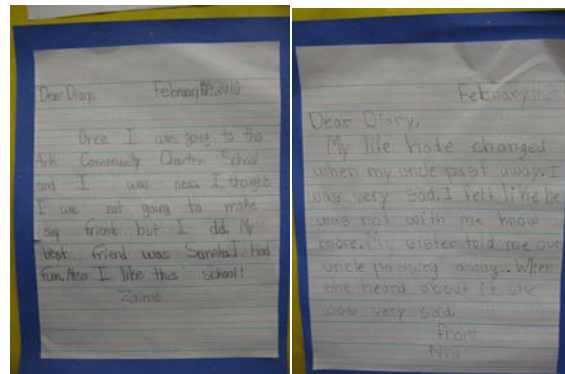 Dear Diary,
February 2010
Once I was going to the
Ark Community Charter School
and I was new. I thought
I was not going to make
any friends but I did. My
best friend was I had
fun. Also I like this school!
Zainab
February
Dear Diary,
My life hade changed
when my uncle past away. I
was very sad. I felt like he
was not with me know
more. My sister told me our
uncle passing away. When
she heard about it she
was very sad.
from